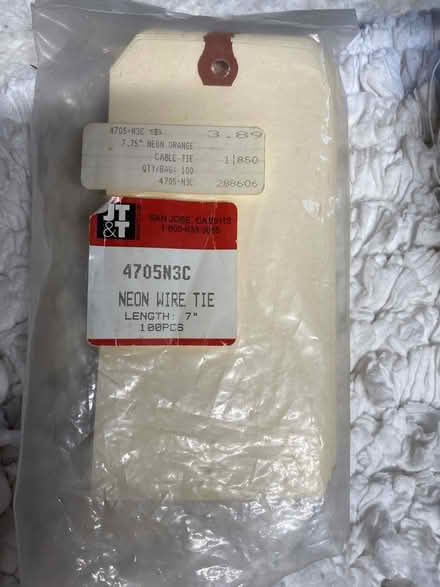 4705-N3C <B> 3.89
7.75" NEON ORANGE
CABLE-TIE 1|850
QTY/BAG: 100
4705-N3C 288606
JT&T
SAN JOSE, CA 95112
4705N3C
NEON WIRE TIE
LENGTH: 7"
100PCS